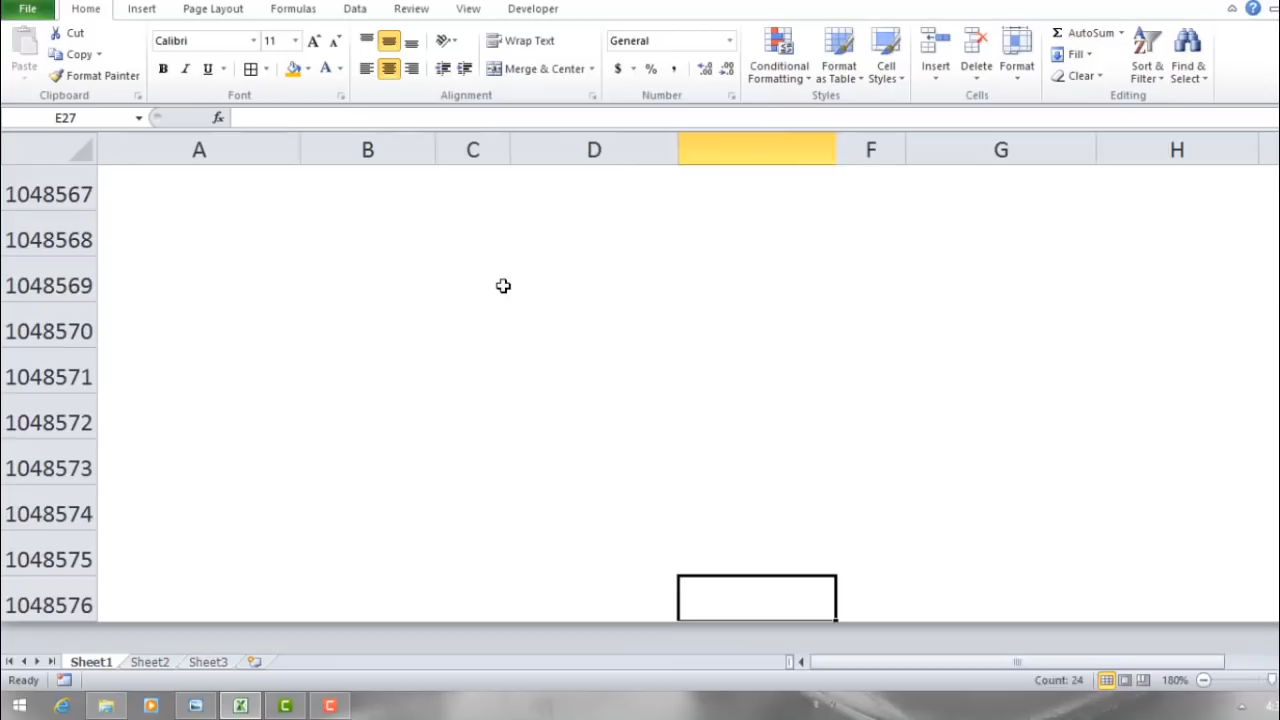 File Home Insert Page Layout Formulas Data Review View Developer
Cut
Copy
Format Painter
Paste
Clipboard
Calibri 11 A A
B I U A
Font
Wrap Text
Merge & Center
Alignment
General
$ % ,
Number
Conditional Formatting
Format as Table
Cell Styles
Styles
Insert Delete Format
Cells
Σ AutoSum
Fill
Clear
Sort & Filter
Find & Select
Editing
E27 fx
A B C D F G H
1048567
1048568
1048569
1048570
1048571
1048572
1048573
1048574
1048575
1048576
Sheet1 Sheet2 Sheet3
Ready Count: 24 180%